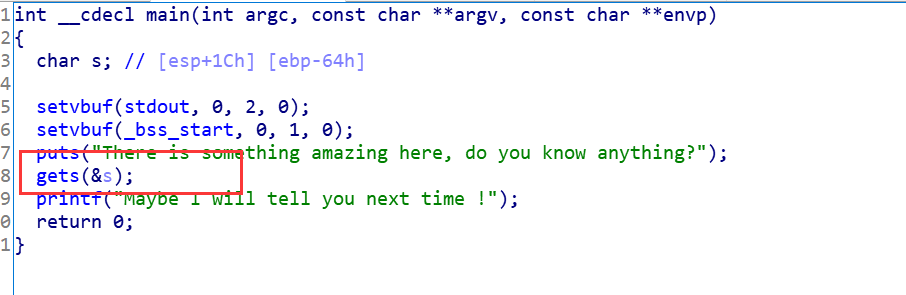 1 int __cdecl main(int argc, const char **argv, const char **envp)
2 {
3   char s; // [esp+1Ch] [ebp-64h]
4
5   setvbuf(stdout, 0, 2, 0);
6   setvbuf(_bss_start, 0, 1, 0);
7   puts("There is something amazing here, do you know anything?");
8   gets(&s);
9   printf("Maybe I will tell you next time !");
0   return 0;
1 }